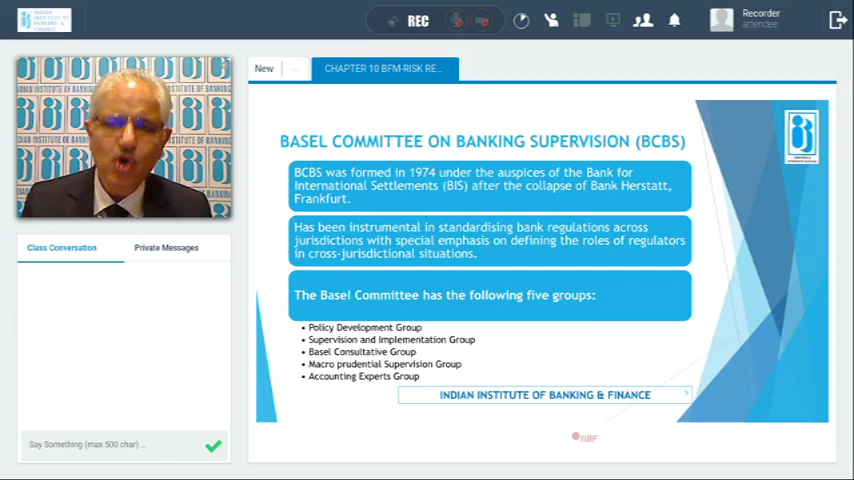 INDIAN
INSTITUTE OF
BANKING &
FINANCE
REC
Recorder
attendee
New
CHAPTER 10 BFM-RISK RE...
BASEL COMMITTEE ON BANKING SUPERVISION (BCBS)
BCBS was formed in 1974 under the auspices of the Bank for
International Settlements (BIS) after the collapse of Bank Herstatt,
Frankfurt.
Has been instrumental in standardising bank regulations across
jurisdictions with special emphasis on defining the roles of regulators
in cross-jurisdictional situations.
The Basel Committee has the following five groups:
• Policy Development Group
• Supervision and Implementation Group
• Basel Consultative Group
• Macro prudential Supervision Group
• Accounting Experts Group
INDIAN INSTITUTE OF BANKING & FINANCE
IIBF
Class Conversation
Private Messages
Say Something (max 500 char) ...